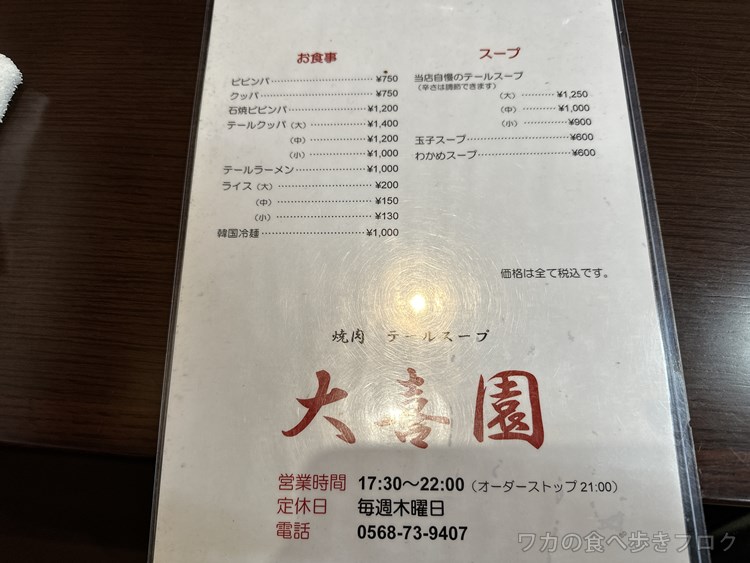 お食事
ビビンバ ¥750
クッパ ¥750
石焼ビビンバ ¥1,200
テールクッパ（大） ¥1,400
（中） ¥1,200
（小） ¥1,000
テールラーメン ¥1,000
ライス（大） ¥200
（中） ¥150
（小） ¥130
韓国冷麺 ¥1,000
スープ
当店自慢のテールスープ
（辛さは調節できます）
（大） ¥1,250
（中） ¥1,000
（小） ¥900
玉子スープ ¥600
わかめスープ ¥600
価格は全て税込です。
焼肉 テールスープ
大喜園
営業時間 17:30〜22:00（オーダーストップ 21:00）
定休日 毎週木曜日
電話 0568-73-9407
ワカの食べ歩きブログ